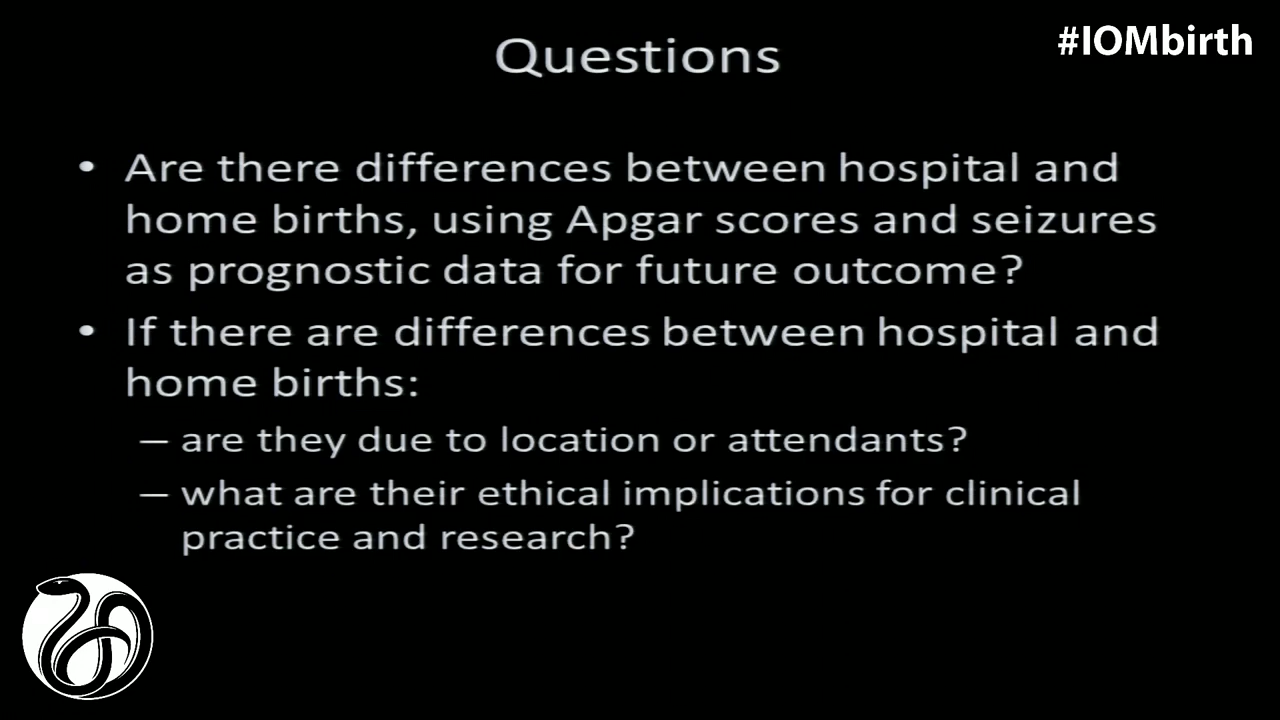 Questions
#IOMbirth
• Are there differences between hospital and
home births, using Apgar scores and seizures
as prognostic data for future outcome?
• If there are differences between hospital and
home births:
– are they due to location or attendants?
– what are their ethical implications for clinical
practice and research?